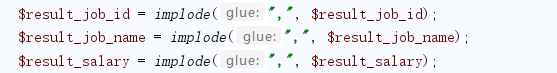 $result_job_id = implode( glue: ",", $result_job_id);
$result_job_name = implode( glue: ",", $result_job_name);
$result_salary = implode( glue: ",", $result_salary);